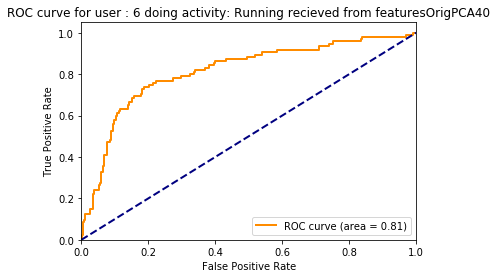 ROC curve for user : 6 doing activity: Running recieved from featuresOrigPCA40
1.0
0.8
0.6
0.4
0.2
0.0
True Positive Rate
ROC curve (area = 0.81)
0.0 0.2 0.4 0.6 0.8 1.0
False Positive Rate